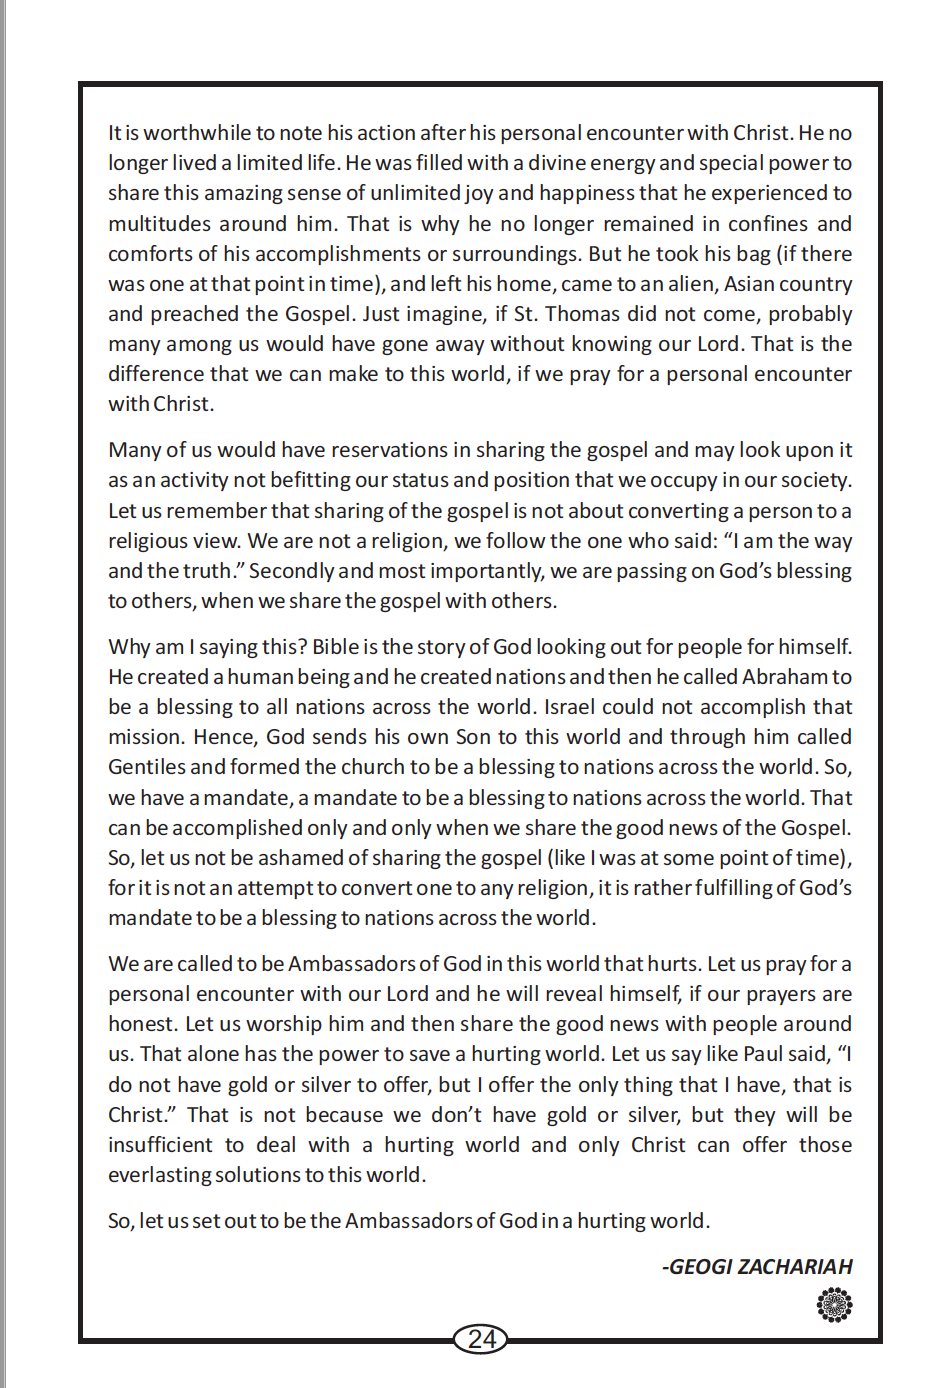 It is worthwhile to note his action after his personal encounter with Christ. He no
longer lived a limited life. He was filled with a divine energy and special power to
share this amazing sense of unlimited joy and happiness that he experienced to
multitudes around him. That is why he no longer remained in confines and
comforts of his accomplishments or surroundings. But he took his bag (if there
was one at that point in time), and left his home, came to an alien, Asian country
and preached the Gospel. Just imagine, if St. Thomas did not come, probably
many among us would have gone away without knowing our Lord. That is the
difference that we can make to this world, if we pray for a personal encounter
with Christ.
Many of us would have reservations in sharing the gospel and may look upon it
as an activity not befitting our status and position that we occupy in our society.
Let us remember that sharing of the gospel is not about converting a person to a
religious view. We are not a religion, we follow the one who said: “I am the way
and the truth.” Secondly and most importantly, we are passing on God’s blessing
to others, when we share the gospel with others.
Why am I saying this? Bible is the story of God looking out for people for himself.
He created a human being and he created nations and then he called Abraham to
be a blessing to all nations across the world. Israel could not accomplish that
mission. Hence, God sends his own Son to this world and through him called
Gentiles and formed the church to be a blessing to nations across the world. So,
we have a mandate, a mandate to be a blessing to nations across the world. That
can be accomplished only and only when we share the good news of the Gospel.
So, let us not be ashamed of sharing the gospel (like I was at some point of time),
for it is not an attempt to convert one to any religion, it is rather fulfilling of God’s
mandate to be a blessing to nations across the world.
We are called to be Ambassadors of God in this world that hurts. Let us pray for a
personal encounter with our Lord and he will reveal himself, if our prayers are
honest. Let us worship him and then share the good news with people around
us. That alone has the power to save a hurting world. Let us say like Paul said, “I
do not have gold or silver to offer, but I offer the only thing that I have, that is
Christ.” That is not because we don’t have gold or silver, but they will be
insufficient to deal with a hurting world and only Christ can offer those
everlasting solutions to this world.
So, let us set out to be the Ambassadors of God in a hurting world.
-GEOGI ZACHARIAH
24